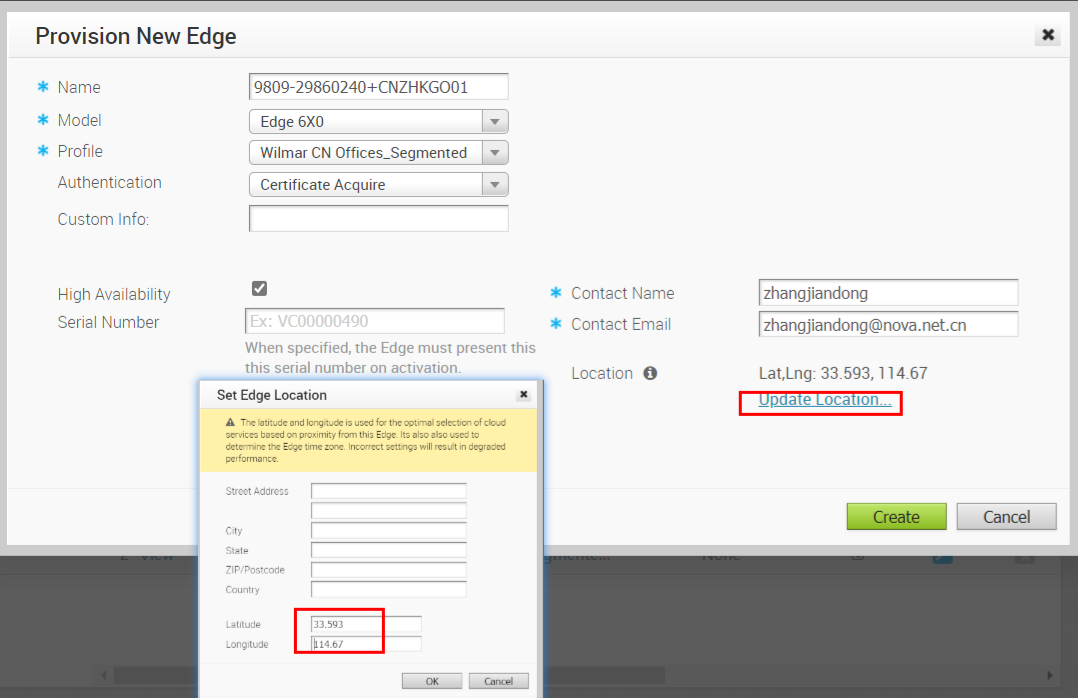 Provision New Edge
Name
9809-29860240+CNZHKGO01
Model
Edge 6X0
Profile
Wilmar CN Offices_Segmented
Authentication
Certificate Acquire
Custom Info:
High Availability
Serial Number
Ex: VC00000490
When specified, the Edge must present this
this serial number on activation.
Contact Name
zhangjiandong
Contact Email
zhangjiandong@nova.net.cn
Location
Lat,Lng: 33.593, 114.67
Update Location...
Create
Cancel
Set Edge Location
The latitude and longitude is used for the optimal selection of cloud
services based on proximity from this Edge. Its also also used to
determine the Edge time zone. Incorrect settings will result in degraded
performance.
Street Address
City
State
ZIP/Postcode
Country
Latitude
33.593
Longitude
114.67
OK
Cancel
View
None